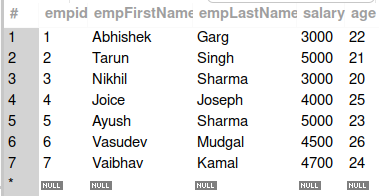 # empid empFirstName empLastName salary age
1 1 Abhishek Garg 3000 22
2 2 Tarun Singh 5000 21
3 3 Nikhil Sharma 3000 20
4 4 Joice Joseph 4000 25
5 5 Ayush Sharma 5000 23
6 6 Vasudev Mudgal 4500 26
7 7 Vaibhav Kamal 4700 24
* NULL NULL NULL NULL NULL